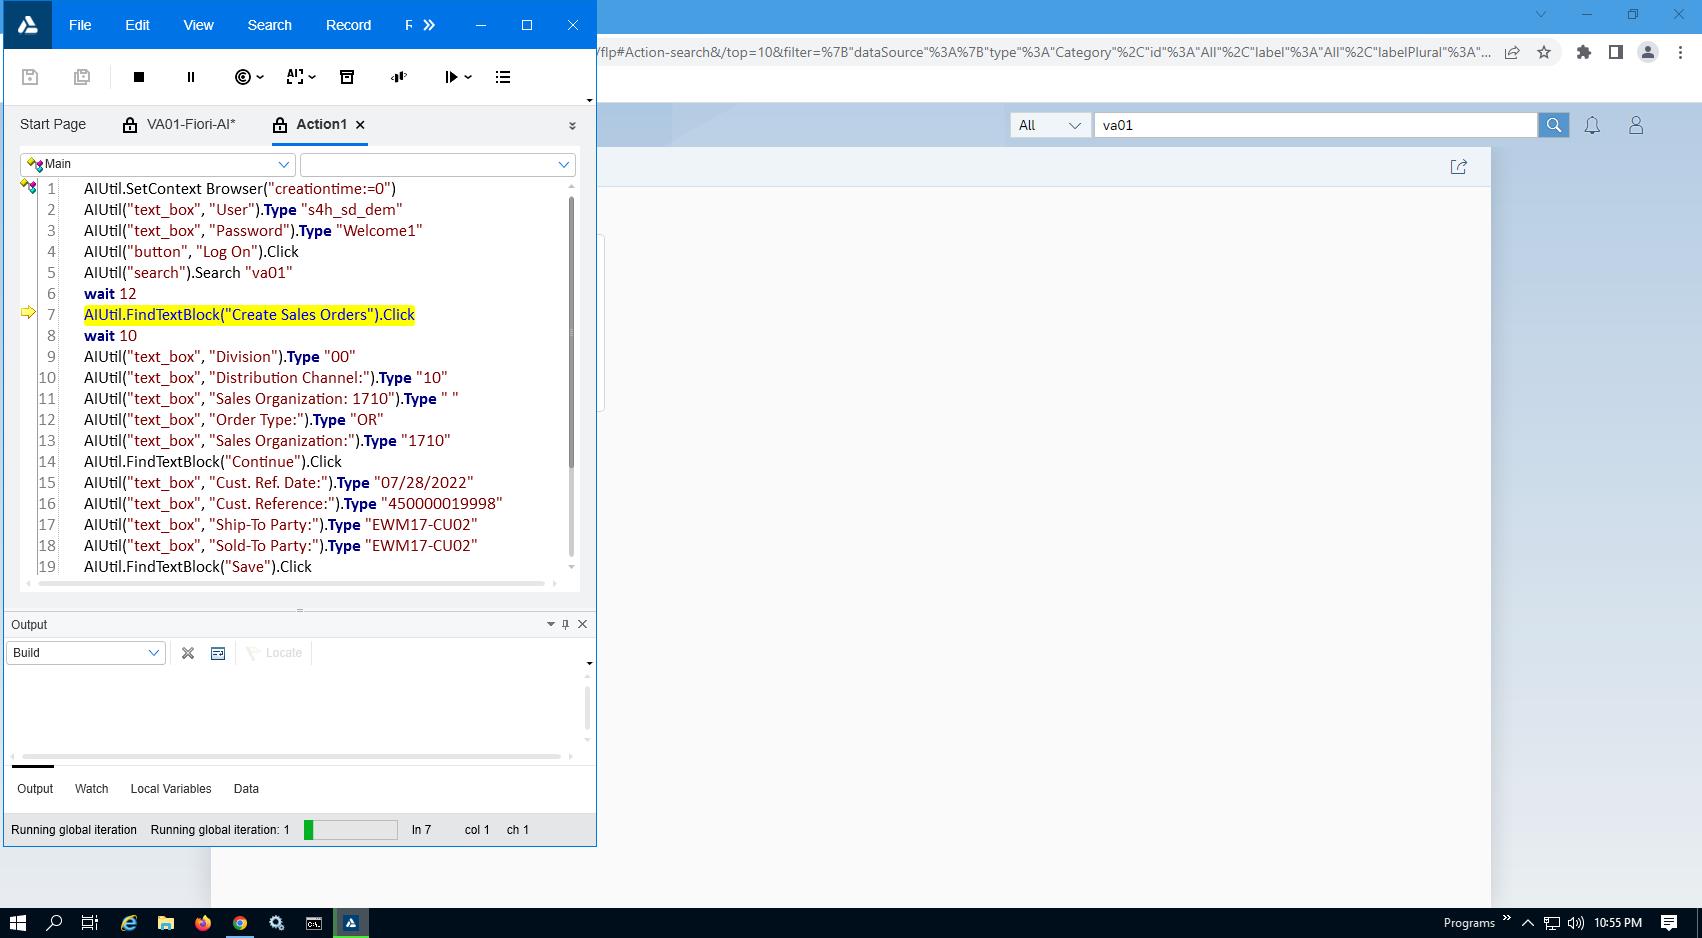 File Edit View Search Record R
/flp#Action-search&/top=10&filter=%7B"dataSource"%3A%7B"type"%3A"Category"%2C"id"%3A"All"%2C"label"%3A"All"%2C"labelPlural"%3A"...
Start Page VA01-Fiori-AI* Action1
All va01
Main
1 AIUtil.SetContext Browser("creationtime:=0")
2 AIUtil("text_box", "User").Type "s4h_sd_dem"
3 AIUtil("text_box", "Password").Type "Welcome1"
4 AIUtil("button", "Log On").Click
5 AIUtil("search").Search "va01"
6 wait 12
7 AIUtil.FindTextBlock("Create Sales Orders").Click
8 wait 10
9 AIUtil("text_box", "Division").Type "00"
10 AIUtil("text_box", "Distribution Channel:").Type "10"
11 AIUtil("text_box", "Sales Organization: 1710").Type " "
12 AIUtil("text_box", "Order Type:").Type "OR"
13 AIUtil("text_box", "Sales Organization:").Type "1710"
14 AIUtil.FindTextBlock("Continue").Click
15 AIUtil("text_box", "Cust. Ref. Date:").Type "07/28/2022"
16 AIUtil("text_box", "Cust. Reference:").Type "450000019998"
17 AIUtil("text_box", "Ship-To Party:").Type "EWM17-CU02"
18 AIUtil("text_box", "Sold-To Party:").Type "EWM17-CU02"
19 AIUtil.FindTextBlock("Save").Click
Output
Build Locate
Output Watch Local Variables Data
Running global iteration Running global iteration: 1 ln 7 col 1 ch 1
Programs 10:55 PM